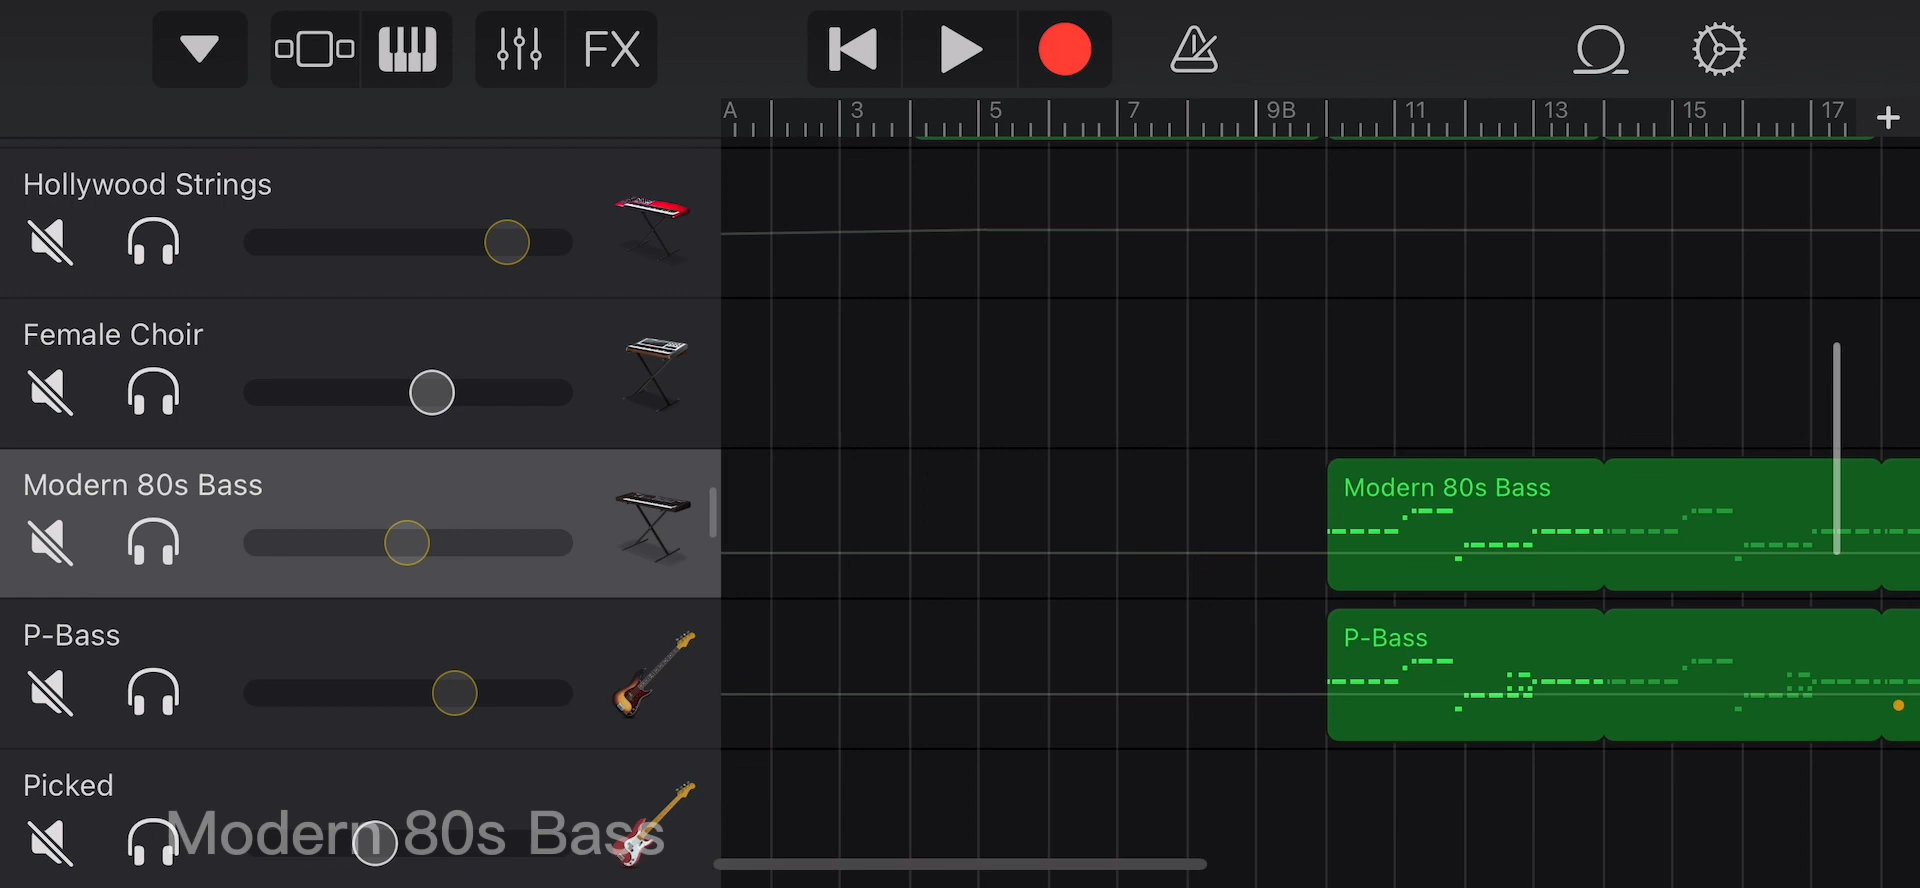 FX
A 3 5 7 9B 11 13 15 17
Hollywood Strings
Female Choir
Modern 80s Bass
Modern 80s Bass
P-Bass
P-Bass
Picked
Modern 80s Bass